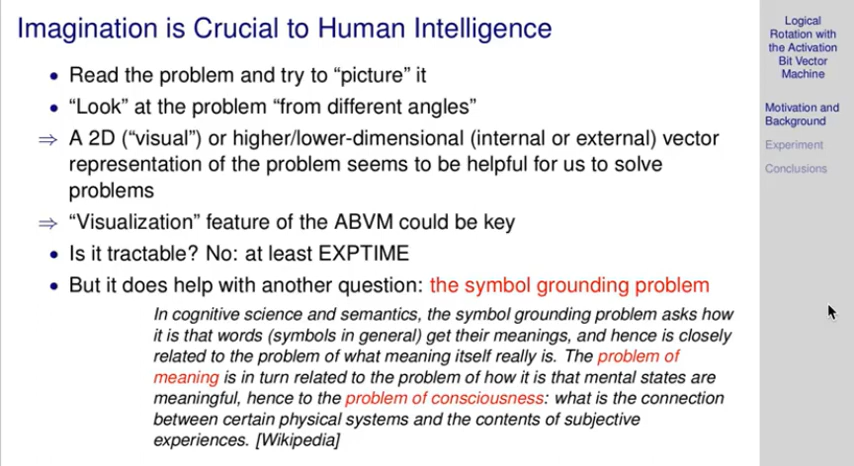 Imagination is Crucial to Human Intelligence
• Read the problem and try to “picture” it
• “Look” at the problem “from different angles”
⇒ A 2D (“visual”) or higher/lower-dimensional (internal or external) vector
representation of the problem seems to be helpful for us to solve
problems
⇒ “Visualization” feature of the ABVM could be key
• Is it tractable? No: at least EXPTIME
• But it does help with another question: the symbol grounding problem
In cognitive science and semantics, the symbol grounding problem asks how
it is that words (symbols in general) get their meanings, and hence is closely
related to the problem of what meaning itself really is. The problem of
meaning is in turn related to the problem of how it is that mental states are
meaningful, hence to the problem of consciousness: what is the connection
between certain physical systems and the contents of subjective
experiences. [Wikipedia]
Logical
Rotation with
the Activation
Bit Vector
Machine
Motivation and
Background
Experiment
Conclusions